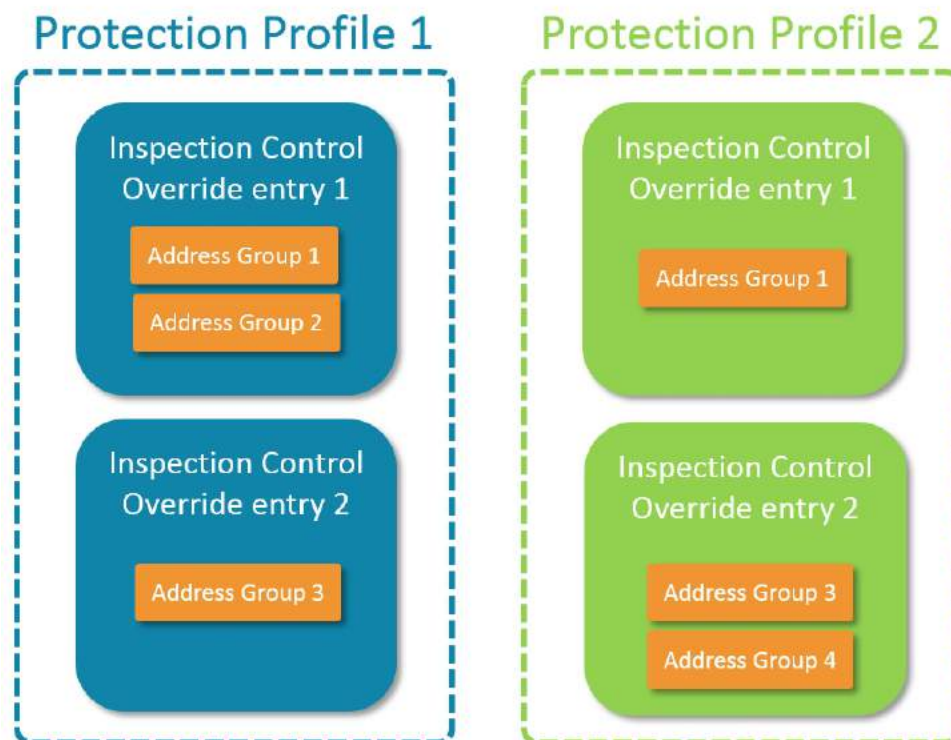 Protection Profile 1
Inspection Control
Override entry 1
Address Group 1
Address Group 2
Inspection Control
Override entry 2
Address Group 3
Protection Profile 2
Inspection Control
Override entry 1
Address Group 1
Inspection Control
Override entry 2
Address Group 3
Address Group 4